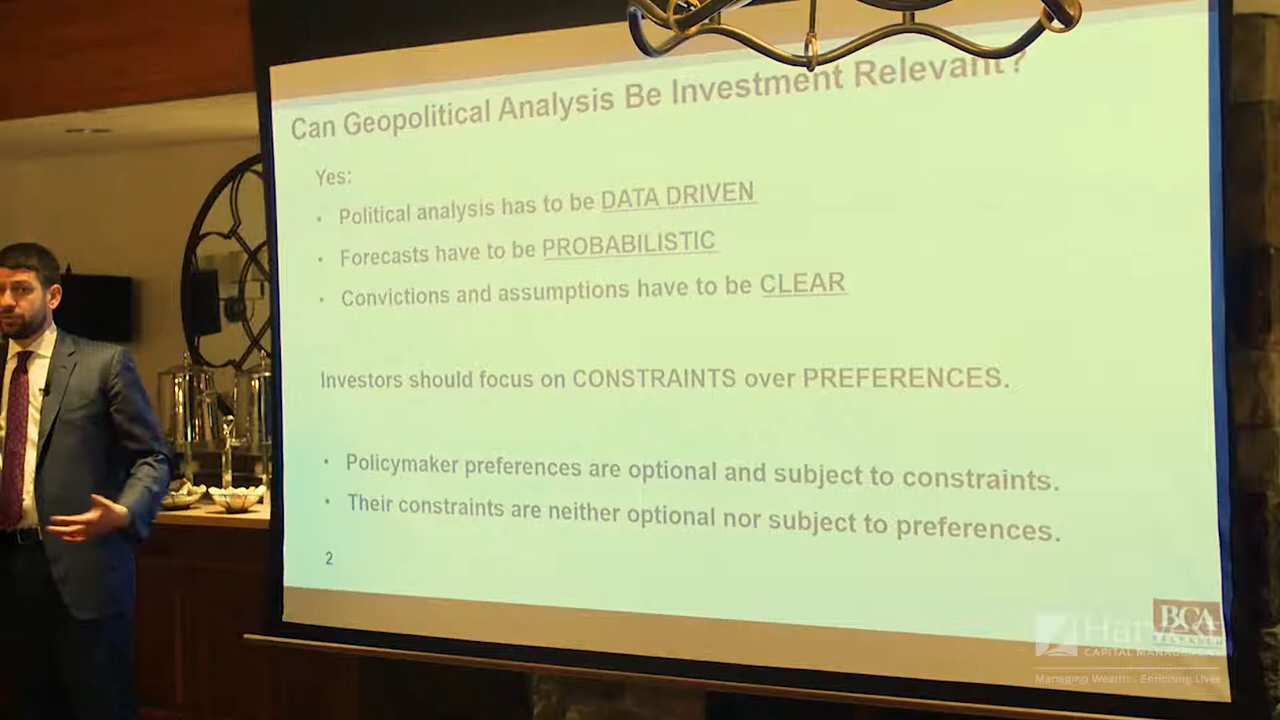 Can Geopolitical Analysis Be Investment Relevant?
Yes:
• Political analysis has to be DATA DRIVEN
• Forecasts have to be PROBABILISTIC
• Convictions and assumptions have to be CLEAR
Investors should focus on CONSTRAINTS over PREFERENCES.
• Policymaker preferences are optional and subject to constraints.
• Their constraints are neither optional nor subject to preferences.
2
BCA
RESEARCH
CAPITAL MANAGEMENT
Managing Wealth. Enriching Lives